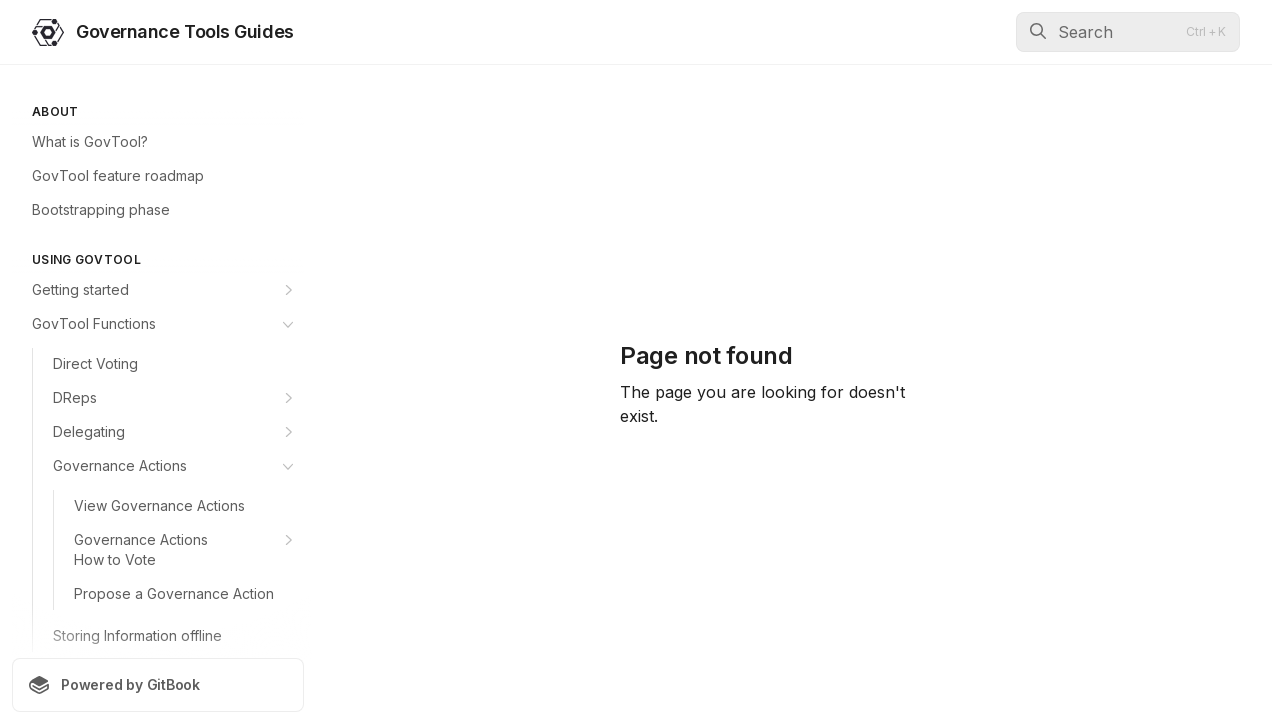 Governance Tools Guides
Search
Ctrl + K
ABOUT
What is GovTool?
GovTool feature roadmap
Bootstrapping phase
USING GOVTOOL
Getting started
GovTool Functions
Direct Voting
DReps
Delegating
Governance Actions
View Governance Actions
Governance Actions
How to Vote
Propose a Governance Action
Storing Information offline
Powered by GitBook
Page not found
The page you are looking for doesn't
exist.